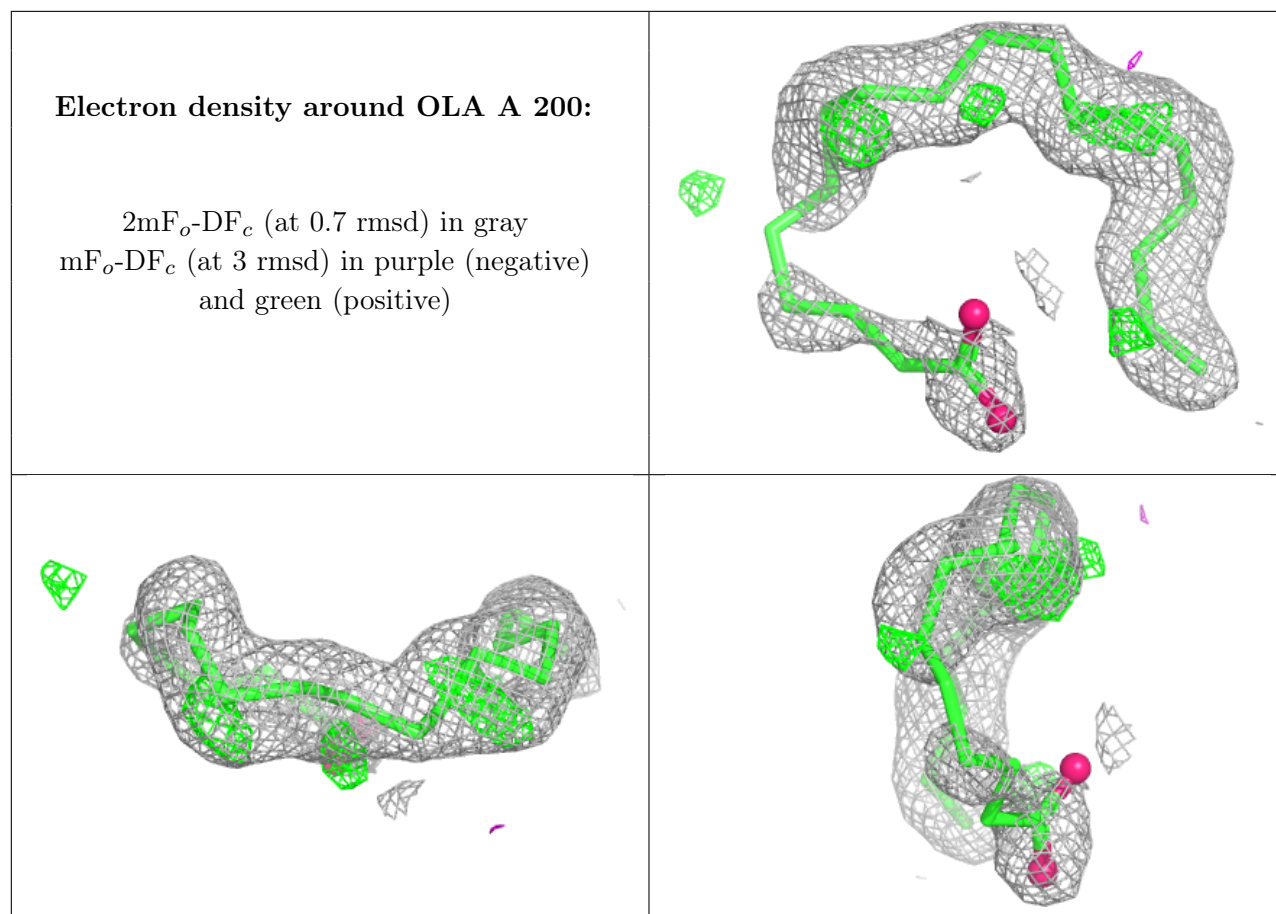 Electron density around OLA A 200:
2mFₒ-DF𝒸 (at 0.7 rmsd) in gray
mFₒ-DF𝒸 (at 3 rmsd) in purple (negative)
and green (positive)